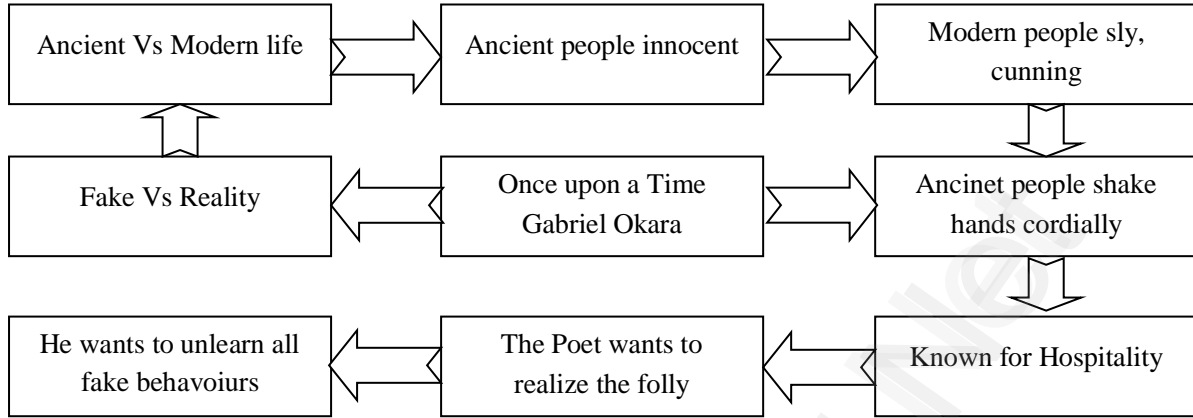 Ancient Vs Modern life
Ancient people innocent
Modern people sly,
cunning
Fake Vs Reality
Once upon a Time
Gabriel Okara
Ancinet people shake
hands cordially
He wants to unlearn all
fake behavoiurs
The Poet wants to
realize the folly
Known for Hospitality